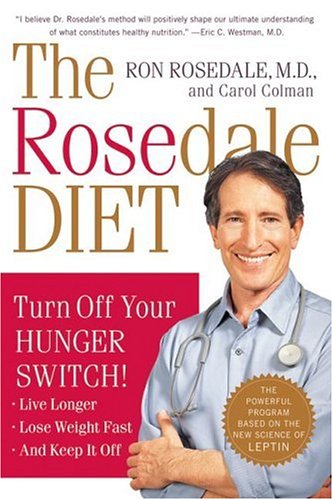 "I believe Dr. Rosedale's method will positively shape our ultimate understanding
of what constitutes healthy nutrition." —Eric C. Westman, M.D.
The
RON ROSEDALE, M.D.,
and Carol Colman
Rosedale
DIET
Turn Off Your
HUNGER
SWITCH!
• Live Longer
• Lose Weight Fast
• And Keep It Off
THE
POWERFUL
PROGRAM
BASED ON THE
NEW SCIENCE OF
LEPTIN